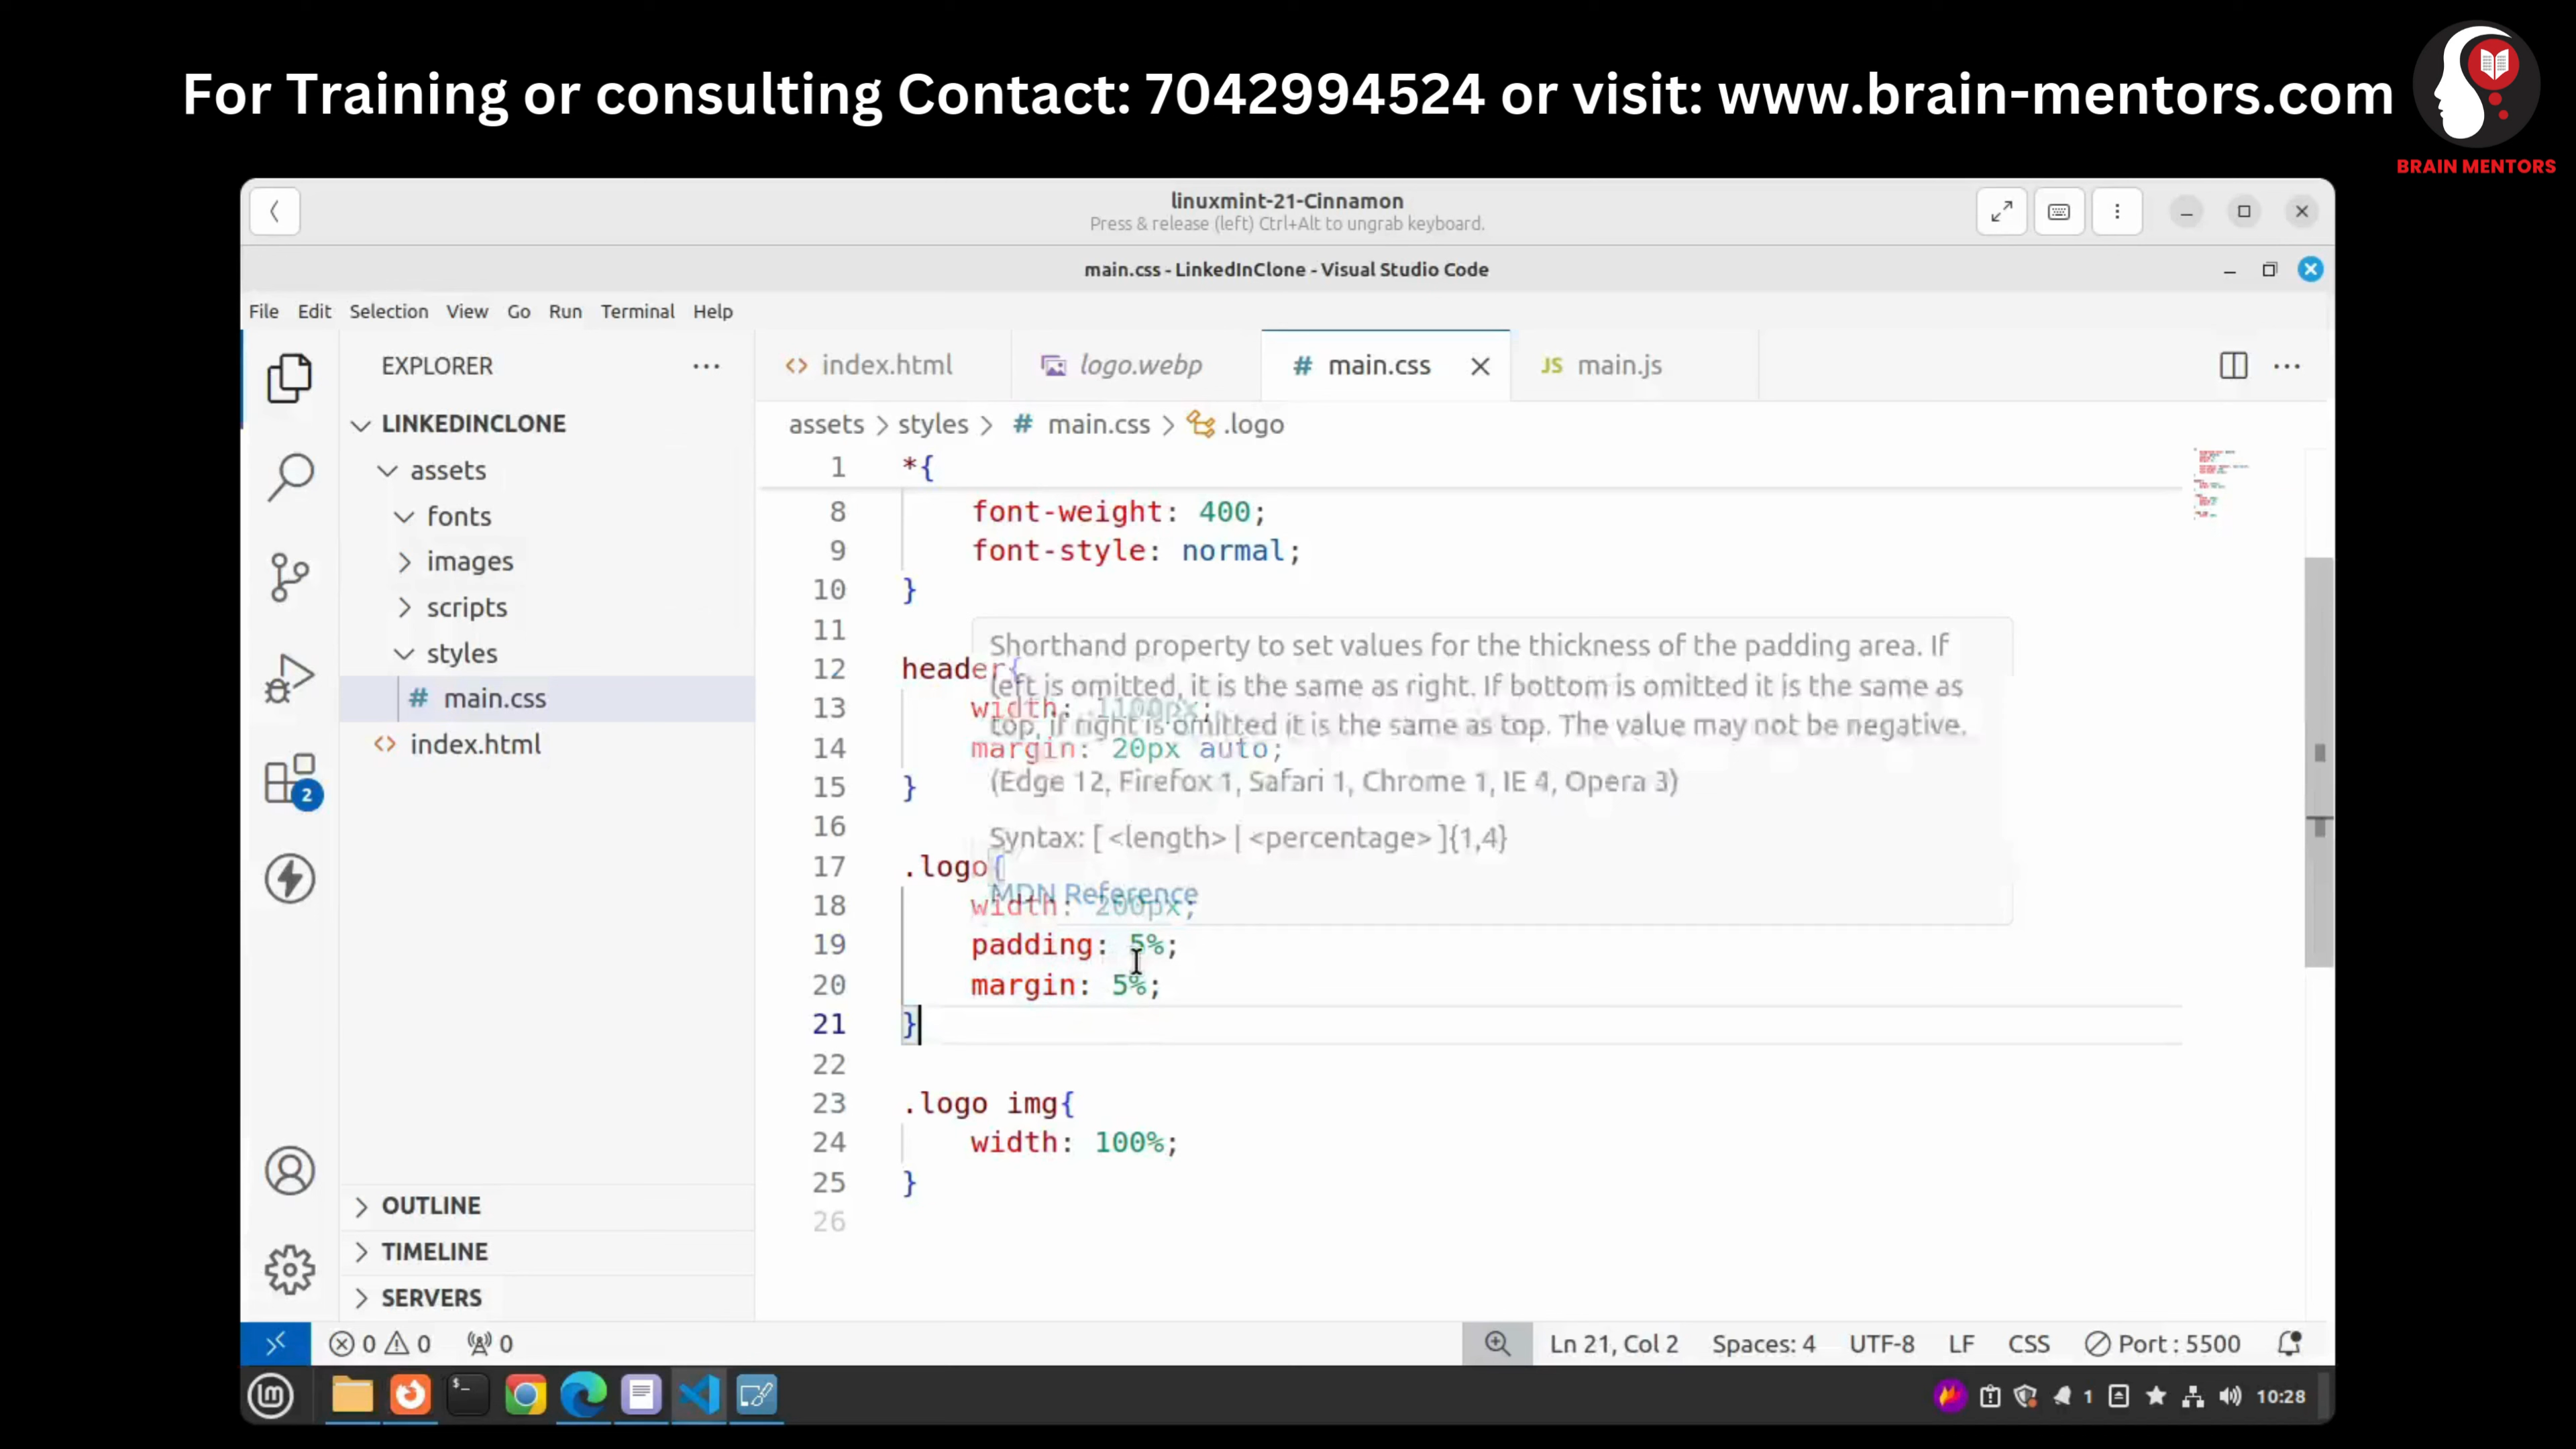 For Training or consulting Contact: 7042994524 or visit: www.brain-mentors.com
BRAIN MENTORS
linuxmint-21-Cinnamon
Press & release (left) Ctrl+Alt to ungrab keyboard.
main.css - LinkedInClone - Visual Studio Code
File Edit Selection View Go Run Terminal Help
EXPLORER
LINKEDINCLONE
assets
fonts
images
scripts
styles
# main.css
<> index.html
2
OUTLINE
TIMELINE
SERVERS
<> index.html logo.webp # main.css JS main.js
assets > styles > # main.css > .logo
1 *{
8 font-weight: 400;
9 font-style: normal;
10 }
11
12 header{
13 width: 1100px;
14 margin: 20px auto;
15 }
16
17 .logo{
18 width: 200px;
19 padding: 5%;
20 margin: 5%;
21 }
22
23 .logo img{
24 width: 100%;
25 }
26
Shorthand property to set values for the thickness of the padding area. If
left is omitted, it is the same as right. If bottom is omitted it is the same as
top, if right is omitted it is the same as top. The value may not be negative.
(Edge 12, Firefox 1, Safari 1, Chrome 1, IE 4, Opera 3)
Syntax: [ <length> | <percentage> ]{1,4}
MDN Reference
0 0 0 Ln 21, Col 2 Spaces: 4 UTF-8 LF CSS Port : 5500
lm $_ 1 10:28